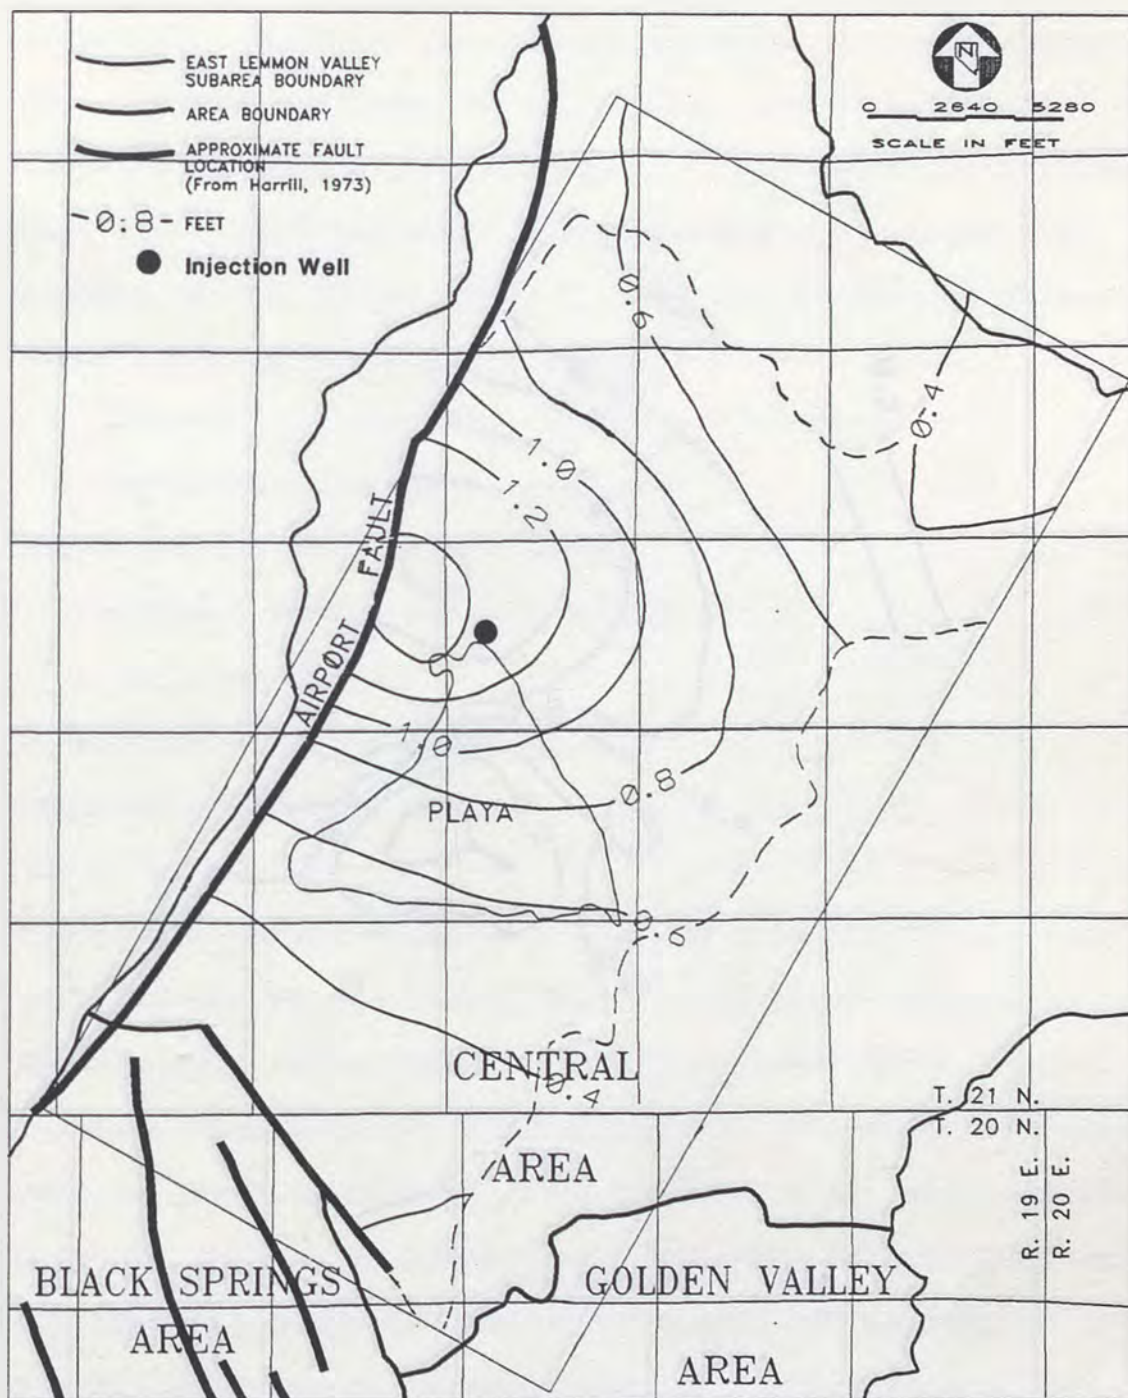 EAST LEMMON VALLEY
SUBAREA BOUNDARY
AREA BOUNDARY
APPROXIMATE FAULT
LOCATION
(From Harrill, 1973)
0.8 FEET
Injection Well
N
0 2640 5280
SCALE IN FEET
0.6
0.4
1.0
1.2
AIRPORT FAULT
1.0
0.8
PLAYA
0.6
CENTRAL
0.4
T. 21 N.
T. 20 N.
AREA
R. 19 E.
R. 20 E.
BLACK SPRINGS
GOLDEN VALLEY
AREA
AREA